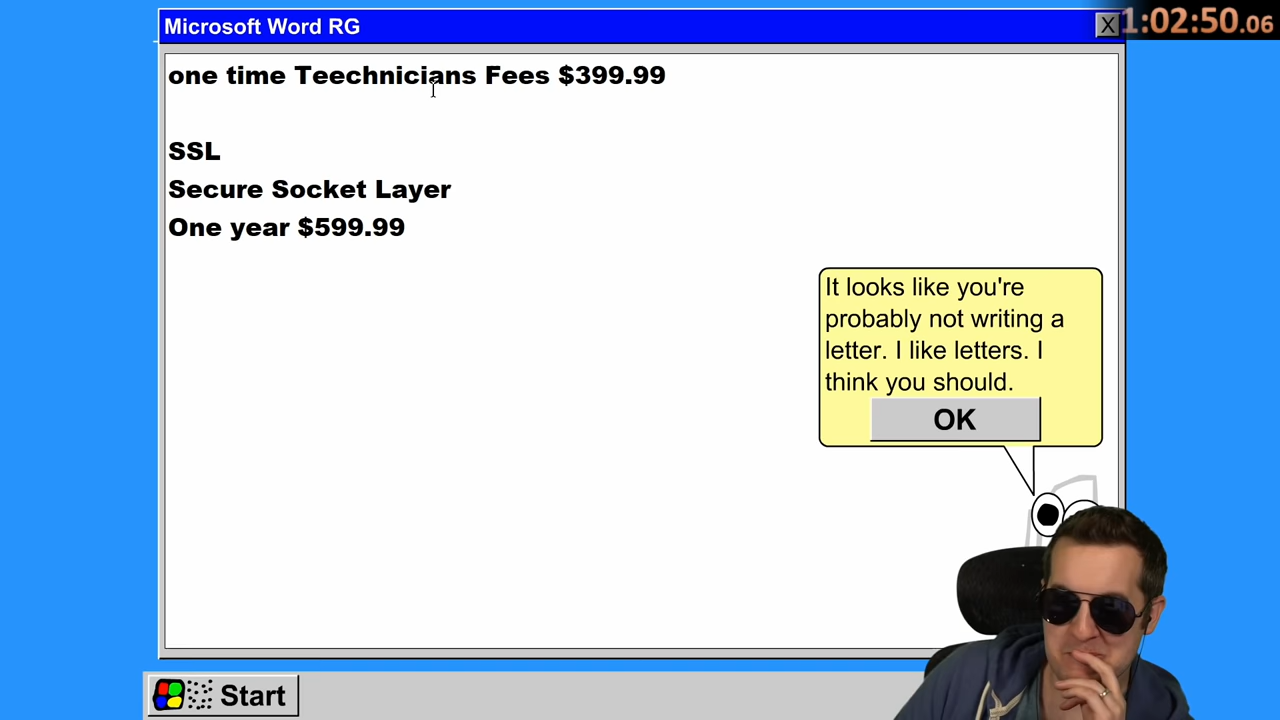 Microsoft Word RG
X
1:02:50.06
one time Teechnicians Fees $399.99
SSL
Secure Socket Layer
One year $599.99
It looks like you're
probably not writing a
letter. I like letters. I
think you should.
OK
Start